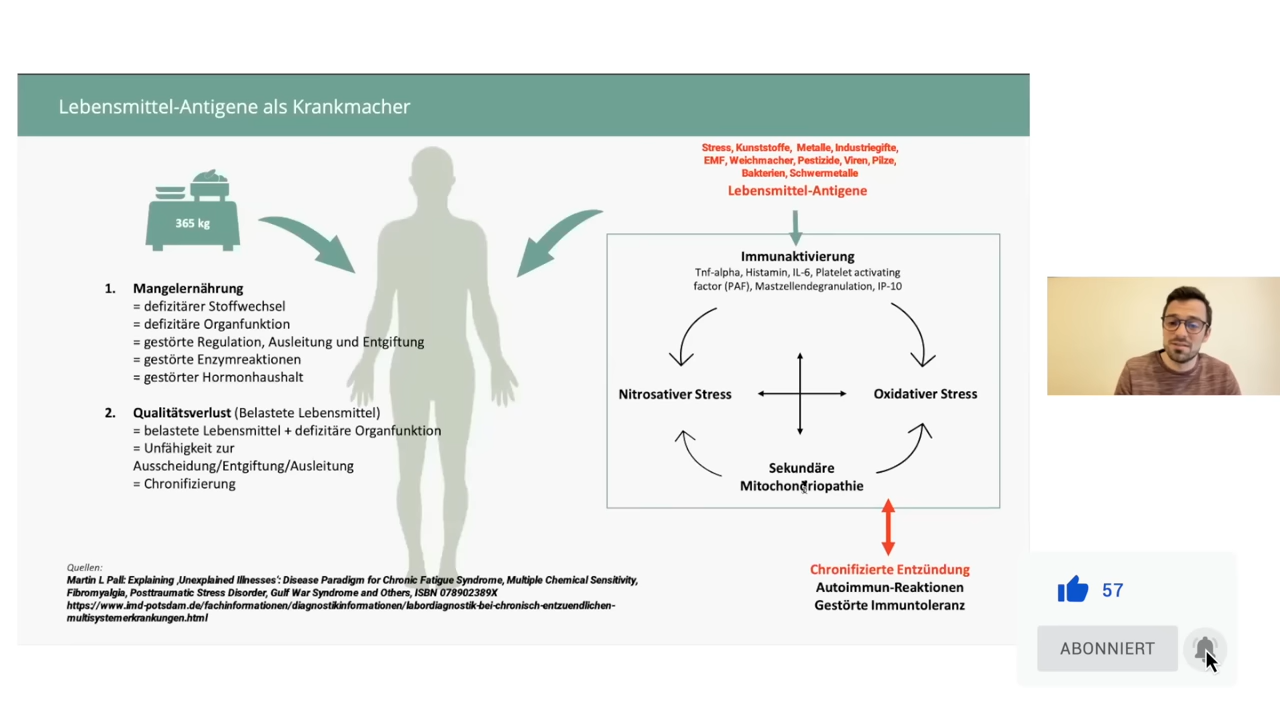 Lebensmittel-Antigene als Krankmacher
365 kg
1. Mangelernährung
= defizitärer Stoffwechsel
= defizitäre Organfunktion
= gestörte Regulation, Ausleitung und Entgiftung
= gestörte Enzymreaktionen
= gestörter Hormonhaushalt
2. Qualitätsverlust (Belastete Lebensmittel)
= belastete Lebensmittel + defizitäre Organfunktion
= Unfähigkeit zur
Ausscheidung/Entgiftung/Ausleitung
= Chronifizierung
Stress, Kunststoffe, Metalle, Industriegifte,
EMF, Weichmacher, Pestizide, Viren, Pilze,
Bakterien, Schwermetalle
Lebensmittel-Antigene
Immunaktivierung
Tnf-alpha, Histamin, IL-6, Platelet activating
factor (PAF), Mastzellendegranulation, IP-10
Nitrosativer Stress
Oxidativer Stress
Sekundäre
Mitochondriopathie
Chronifizierte Entzündung
Autoimmun-Reaktionen
Gestörte Immuntoleranz
Quellen:
Martin L Pall: Explaining ‚Unexplained Illnesses': Disease Paradigm for Chronic Fatigue Syndrome, Multiple Chemical Sensitivity,
Fibromyalgia, Posttraumatic Stress Disorder, Gulf War Syndrome and Others, ISBN 078902389X
https://www.imd-potsdam.de/fachinformationen/diagnostikinformationen/labordiagnostik-bei-chronisch-entzuendlichen-
multisystemerkrankungen.html
57
ABONNIERT